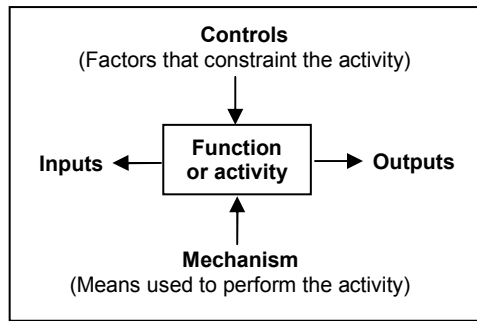 Controls
(Factors that constraint the activity)
Function
or activity
Inputs
Outputs
Mechanism
(Means used to perform the activity)